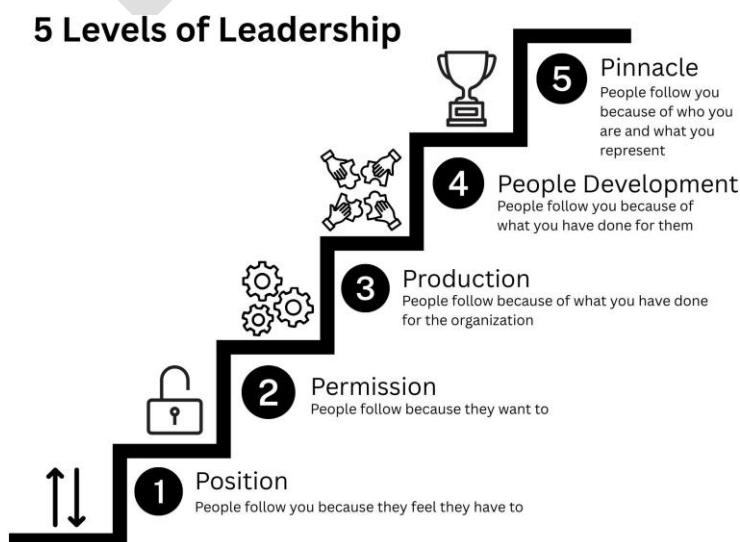 5 Levels of Leadership
5
Pinnacle
People follow you
because of who you
are and what you
represent
4
People Development
People follow you because of
what you have done for them
3
Production
People follow because of what you have done
for the organization
2
Permission
People follow because they want to
1
Position
People follow you because they feel they have to